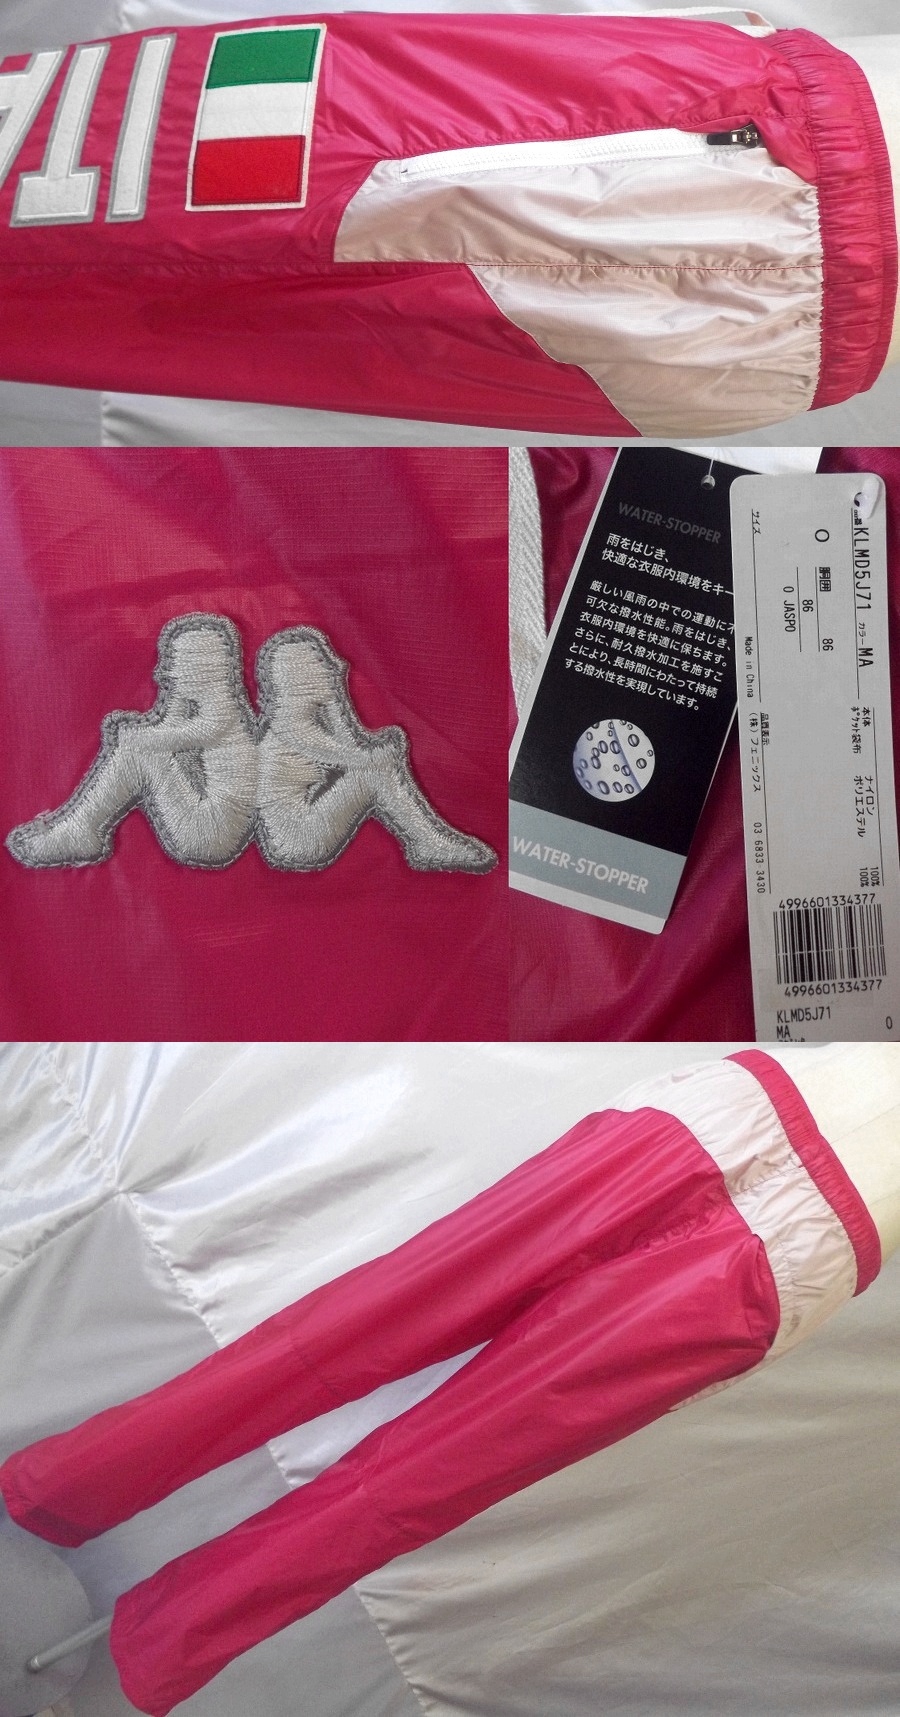 ITA
WATER-STOPPER
雨をはじき、
快適な衣服内環境をキー
厳しい風雨の中での運動に不
可欠な撥水性能。雨をはじき、
衣服内環境を快適に保ちます。
さらに、耐久撥水加工を施すこ
とにより、長時間にわたって持続
する撥水性を実現しています。
WATER-STOPPER
KLMD5J71 カラー MA
サイズ
O
胴囲
86
86
O JASPO
Made in China
本体 ナイロン 100%
ポケット袋布 ポリエステル 100%
品質表示
(株)フェニックス 03 6833-3430
4996601334377
4996601334377
KLMD5J71
MA
O